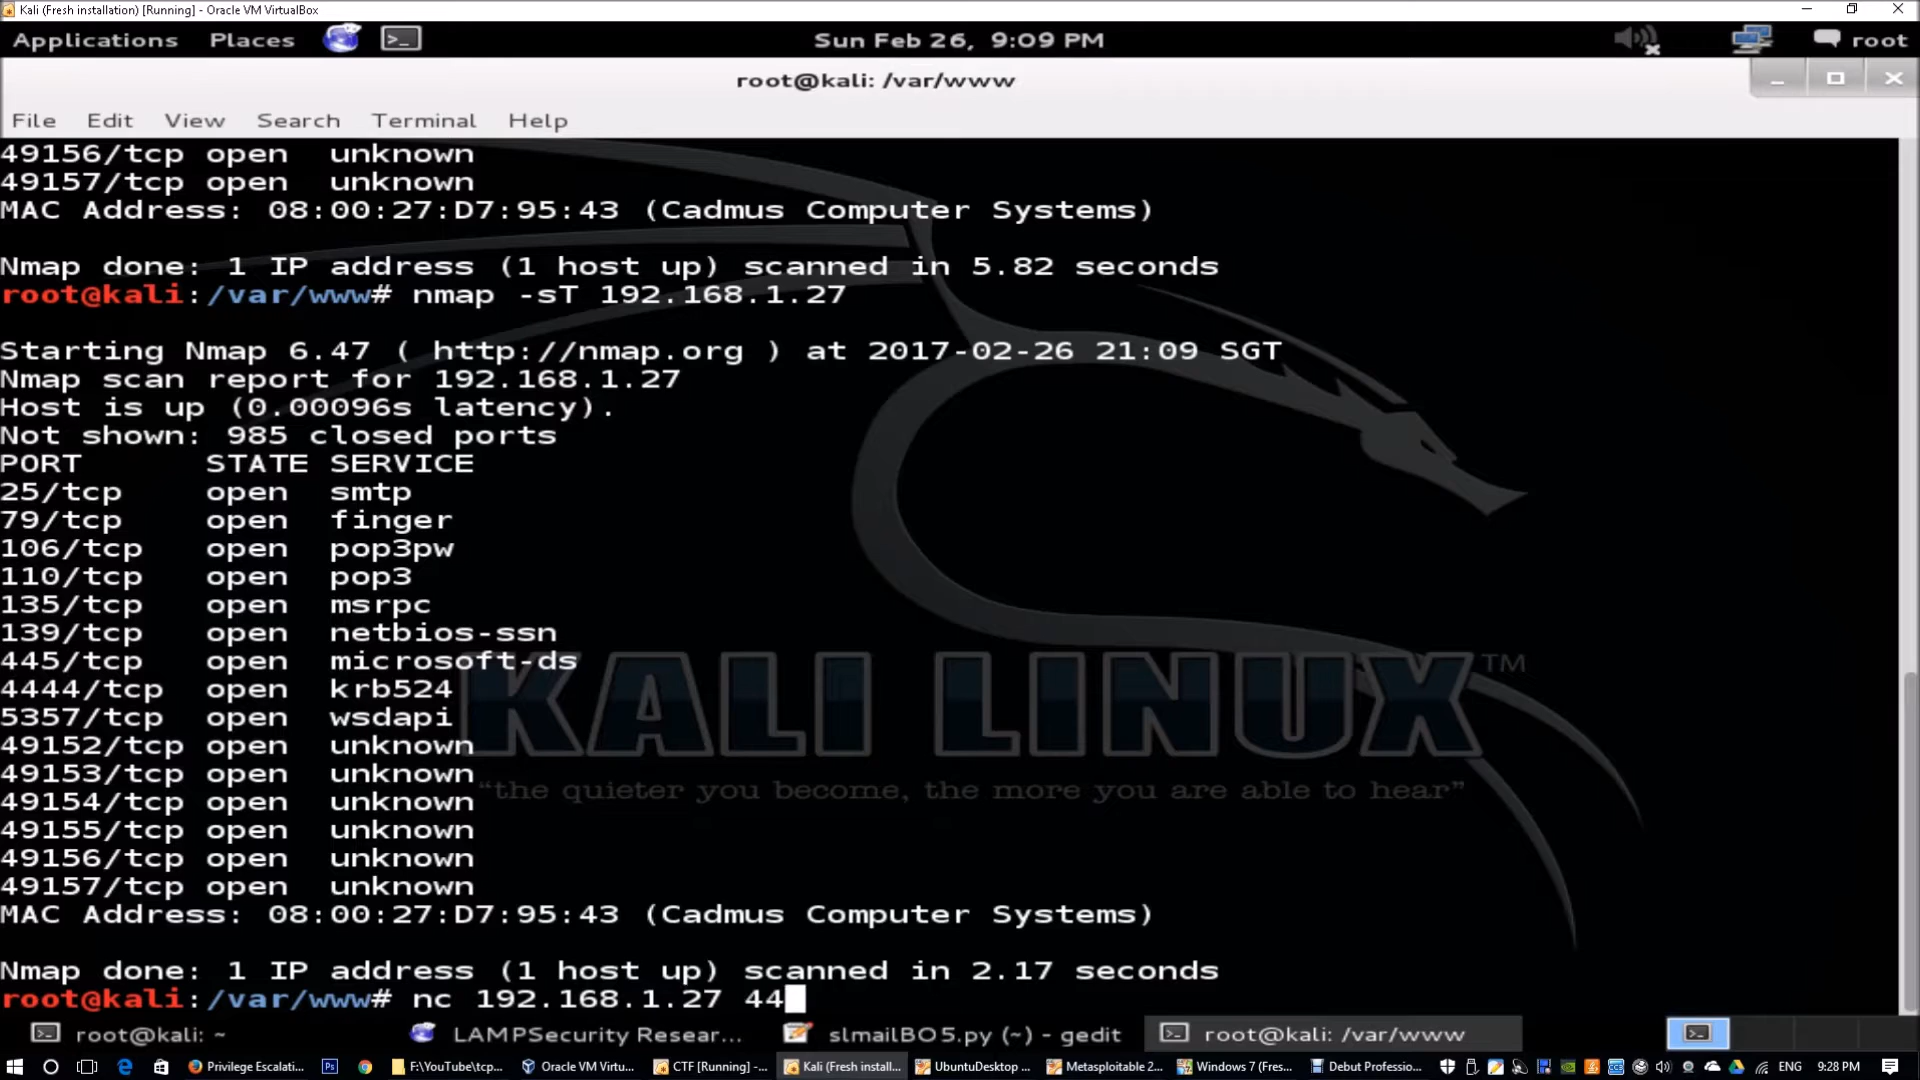 Kali (Fresh installation) [Running] - Oracle VM VirtualBox
Applications Places Sun Feb 26, 9:09 PM root
root@kali: /var/www
File Edit View Search Terminal Help
49156/tcp open unknown
49157/tcp open unknown
MAC Address: 08:00:27:D7:95:43 (Cadmus Computer Systems)
Nmap done: 1 IP address (1 host up) scanned in 5.82 seconds
root@kali:/var/www# nmap -sT 192.168.1.27
Starting Nmap 6.47 ( http://nmap.org ) at 2017-02-26 21:09 SGT
Nmap scan report for 192.168.1.27
Host is up (0.00096s latency).
Not shown: 985 closed ports
PORT STATE SERVICE
25/tcp open smtp
79/tcp open finger
106/tcp open pop3pw
110/tcp open pop3
135/tcp open msrpc
139/tcp open netbios-ssn
445/tcp open microsoft-ds
4444/tcp open krb524
5357/tcp open wsdapi
49152/tcp open unknown
49153/tcp open unknown
49154/tcp open unknown
49155/tcp open unknown
49156/tcp open unknown
49157/tcp open unknown
MAC Address: 08:00:27:D7:95:43 (Cadmus Computer Systems)
Nmap done: 1 IP address (1 host up) scanned in 2.17 seconds
root@kali:/var/www# nc 192.168.1.27 44
KALI LINUX™
“the quieter you become, the more you are able to hear”
root@kali: ~ LAMPSecurity Resear... slmailBO5.py (~) - gedit root@kali: /var/www
Privilege Escalati... F:\YouTube\tcp... Oracle VM Virtu... CTF [Running] -... Kali (Fresh install... UbuntuDesktop ... Metasploitable 2... Windows 7 (Fres... Debut Professio... ENG 9:28 PM